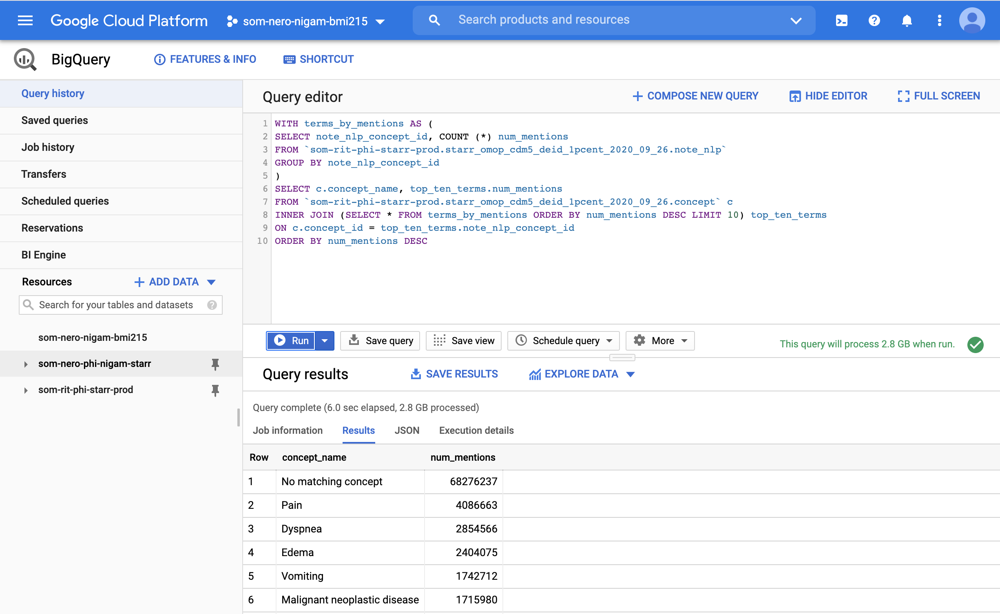 Google Cloud Platform
som-nero-nigam-bmi215
Search products and resources
BigQuery
FEATURES & INFO
SHORTCUT
Query history
Saved queries
Job history
Transfers
Scheduled queries
Reservations
BI Engine
Resources
ADD DATA
Search for your tables and datasets
som-nero-nigam-bmi215
som-nero-phi-nigam-starr
som-rit-phi-starr-prod
Query editor
COMPOSE NEW QUERY
HIDE EDITOR
FULL SCREEN
1 WITH terms_by_mentions AS (
2 SELECT note_nlp_concept_id, COUNT (*) num_mentions
3 FROM `som-rit-phi-starr-prod.starr_omop_cdm5_deid_1pcent_2020_09_26.note_nlp`
4 GROUP BY note_nlp_concept_id
5 )
6 SELECT c.concept_name, top_ten_terms.num_mentions
7 FROM `som-rit-phi-starr-prod.starr_omop_cdm5_deid_1pcent_2020_09_26.concept` c
8 INNER JOIN (SELECT * FROM terms_by_mentions ORDER BY num_mentions DESC LIMIT 10) top_ten_terms
9 ON c.concept_id = top_ten_terms.note_nlp_concept_id
10 ORDER BY num_mentions DESC
Run
Save query
Save view
Schedule query
More
This query will process 2.8 GB when run.
Query results
SAVE RESULTS
EXPLORE DATA
Query complete (6.0 sec elapsed, 2.8 GB processed)
Job information
Results
JSON
Execution details
Row concept_name num_mentions
1 No matching concept 68276237
2 Pain 4086663
3 Dyspnea 2854566
4 Edema 2404075
5 Vomiting 1742712
6 Malignant neoplastic disease 1715980